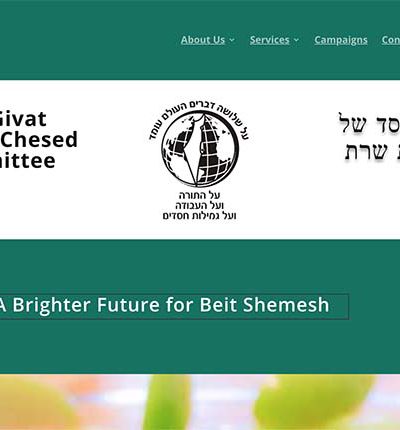 About Us Services Campaigns Con
Givat
Chesed
mittee
על שלושה דברים העולם עומד
על התורה
ועל העבודה
ועל גמילות חסדים
סד של
ת שרת
A Brighter Future for Beit Shemesh